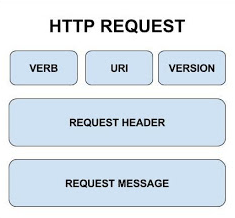 HTTP REQUEST
VERB URI VERSION
REQUEST HEADER
REQUEST MESSAGE